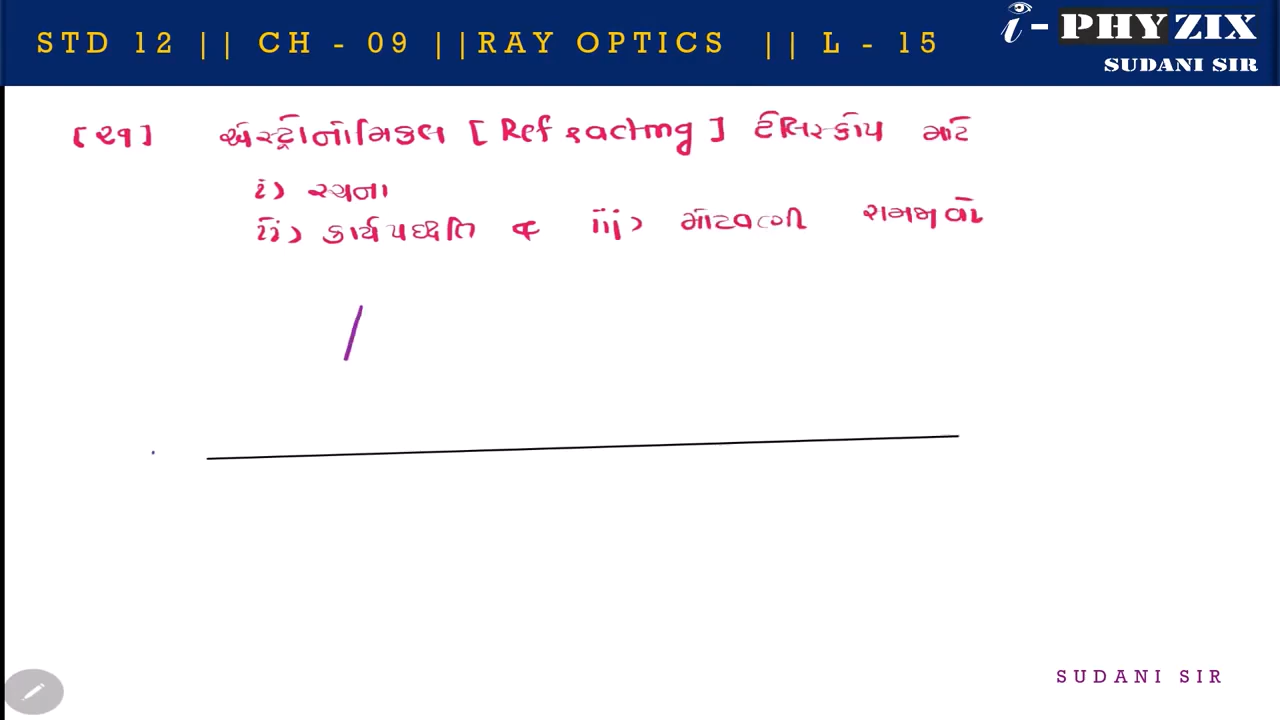 STD 12 || CH - 09 ||RAY OPTICS || L - 15
i-PHYZIX
SUDANI SIR
[૨૧] એસ્ટ્રોનોમિકલ [Refracting] ટેલિસ્કોપ માટે
i) રચના
ii) કાર્યપધ્ધતિ & iii) મોટવણી સમજાવો
SUDANI SIR